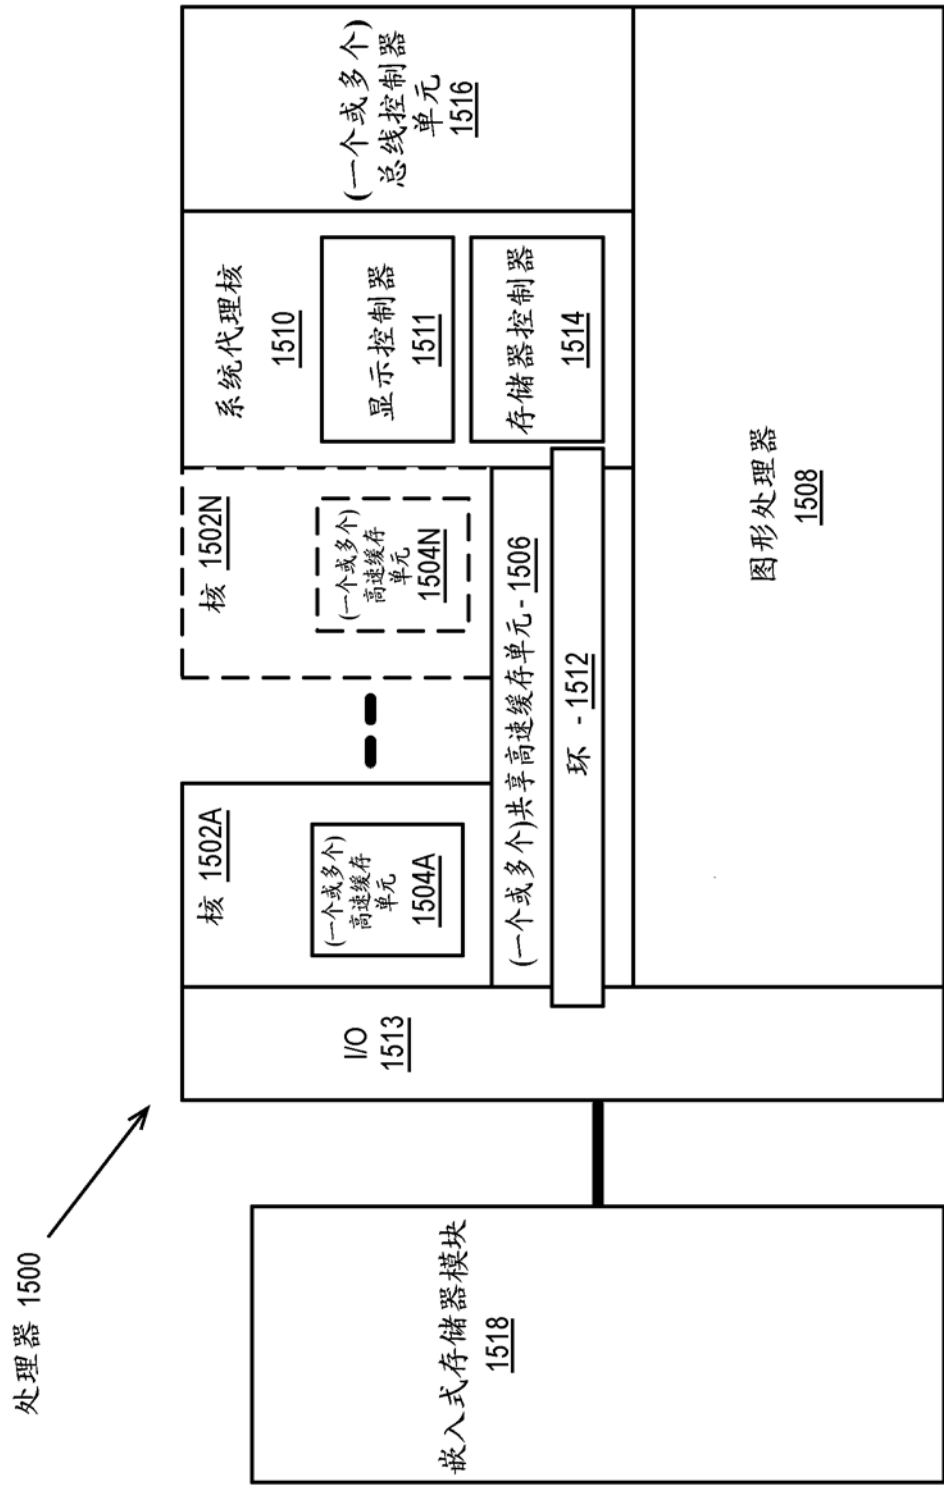 处理器 1500
嵌入式存储器模块
1518
I/O
1513
核 1502A
(一个或多个)
高速缓存
单元
1504A
核 1502N
(一个或多个)
高速缓存
单元
1504N
(一个或多个)共享高速缓存单元 - 1506
环 - 1512
系统代理核
1510
显示控制器
1511
存储器控制器
1514
(一个或多个)
总线控制器
单元
1516
图形处理器
1508